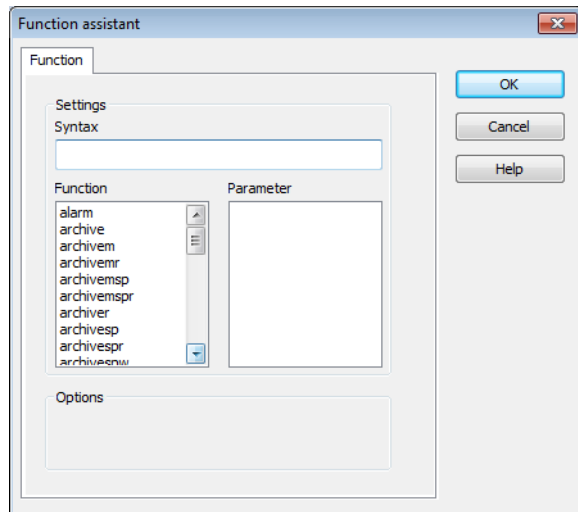 Function assistant
Function
OK
Cancel
Help
Settings
Syntax
Function
Parameter
alarm
archive
archivem
archivemr
archivemsp
archivemspr
archiver
archivesp
archivespr
archivespw
Options